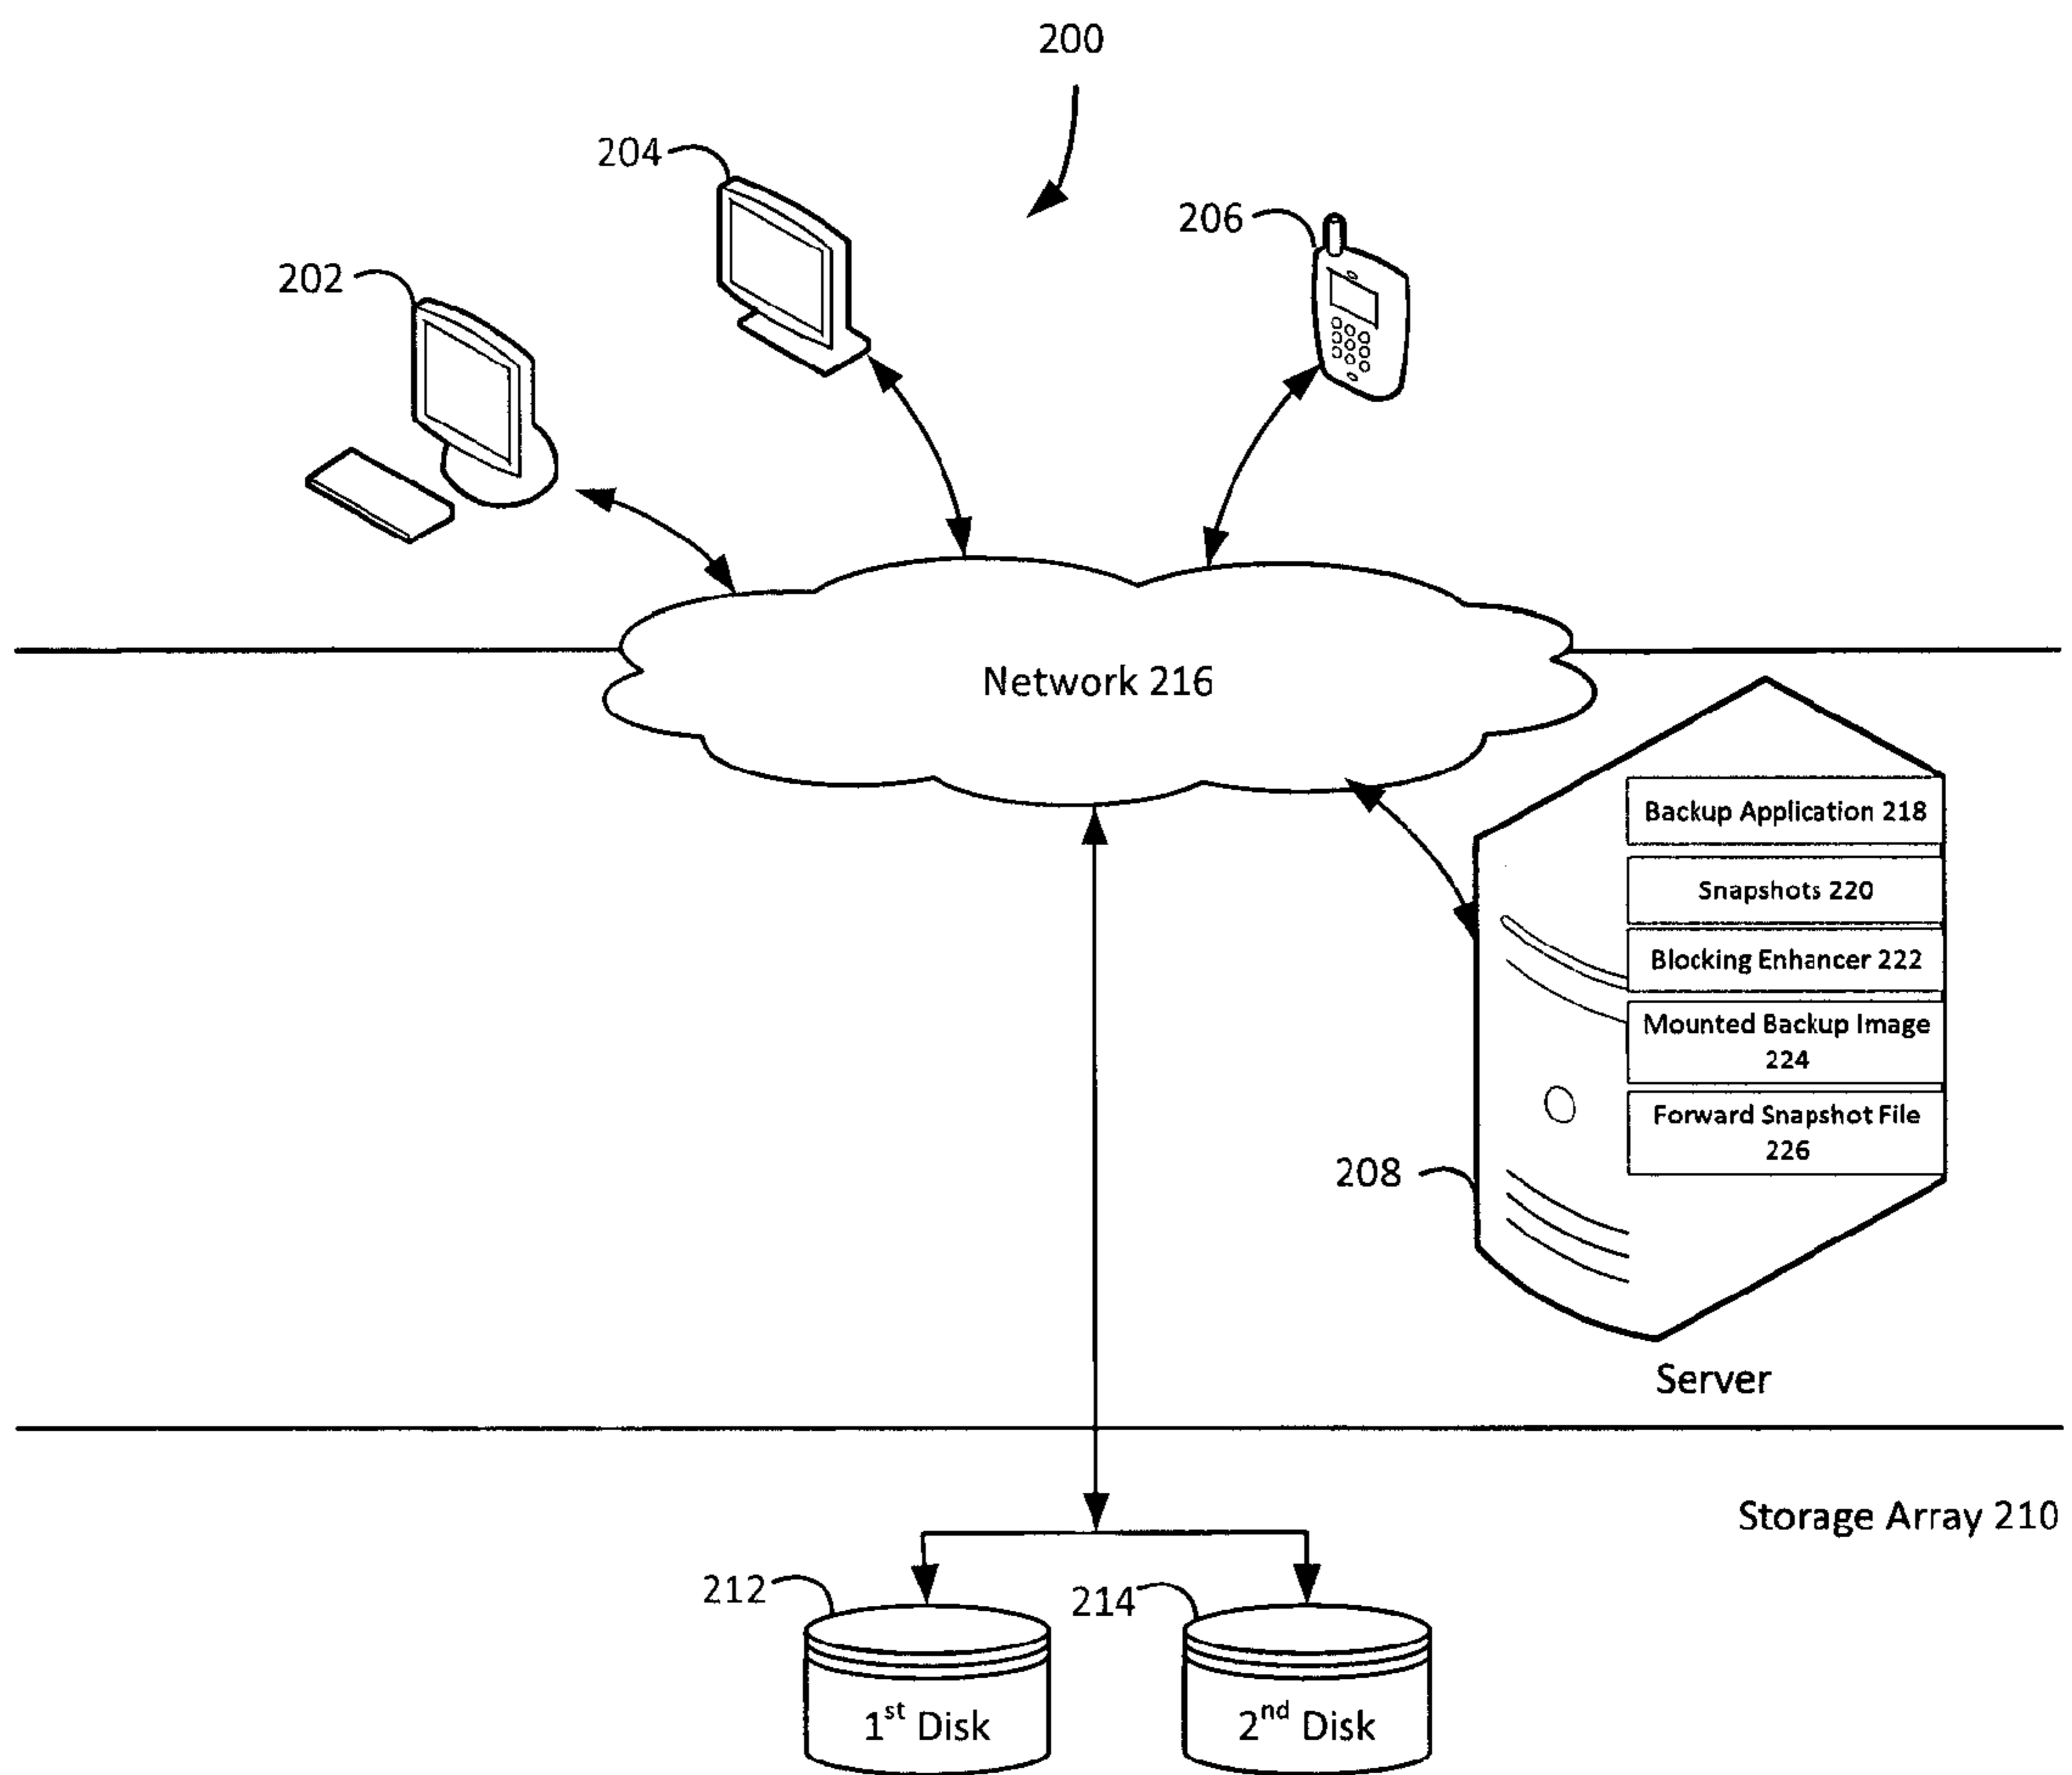 200
204
206
202
Network 216
Backup Application 218
Snapshots 220
Blocking Enhancer 222
Mounted Backup Image
224
Forward Snapshot File
226
208
Server
Storage Array 210
212
214
1st Disk
2nd Disk